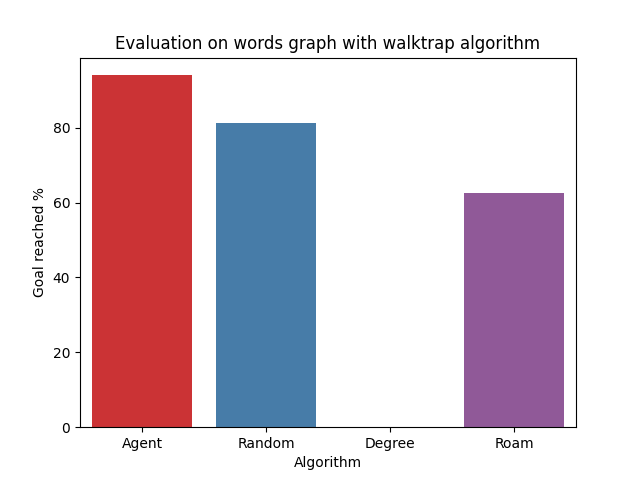 Evaluation on words graph with walktrap algorithm
Goal reached %
80
60
40
20
0
Agent Random Degree Roam
Algorithm